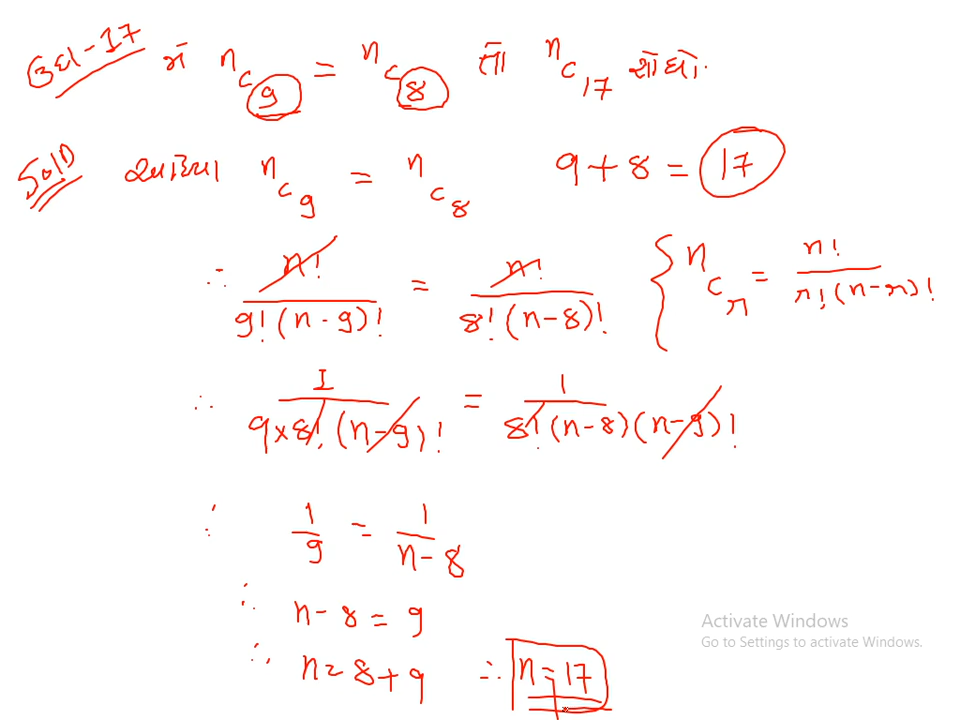 ઉદા-17 જો ⁿC₉ = ⁿC₈ તો ⁿC₁₇ શોધો.
Solⁿ ⁿC₉ = ⁿC₈ 9 + 8 = 17
∴ n! / 9!(n-9)! = n! / 8!(n-8)! { ⁿCᵣ = n! / r!(n-r)!
∴ 1 / 9×8!(n-9)! = 1 / 8!(n-8)(n-9)!
∴ 1/9 = 1/n-8
∴ n-8 = 9
∴ n = 8+9 ∴ n = 17
Activate Windows
Go to Settings to activate Windows.